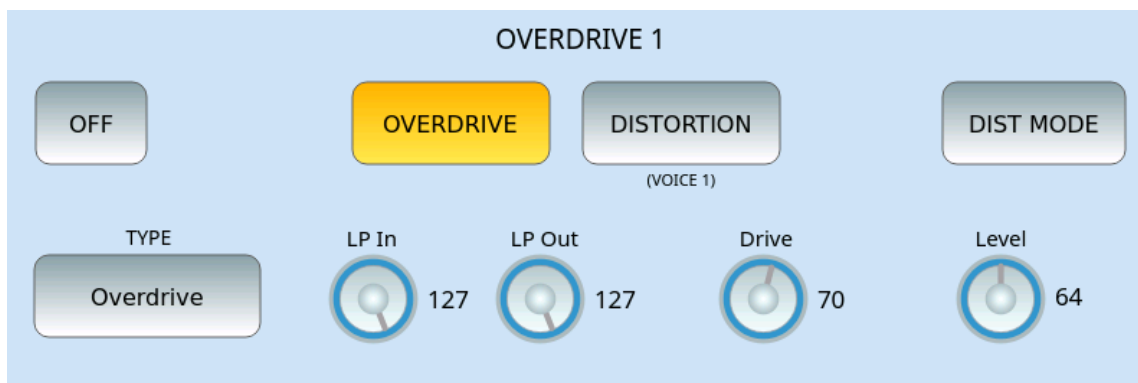 OVERDRIVE 1
OFF
OVERDRIVE
DISTORTION
DIST MODE
(VOICE 1)
TYPE
LP In
LP Out
Drive
Level
Overdrive
127
127
70
64